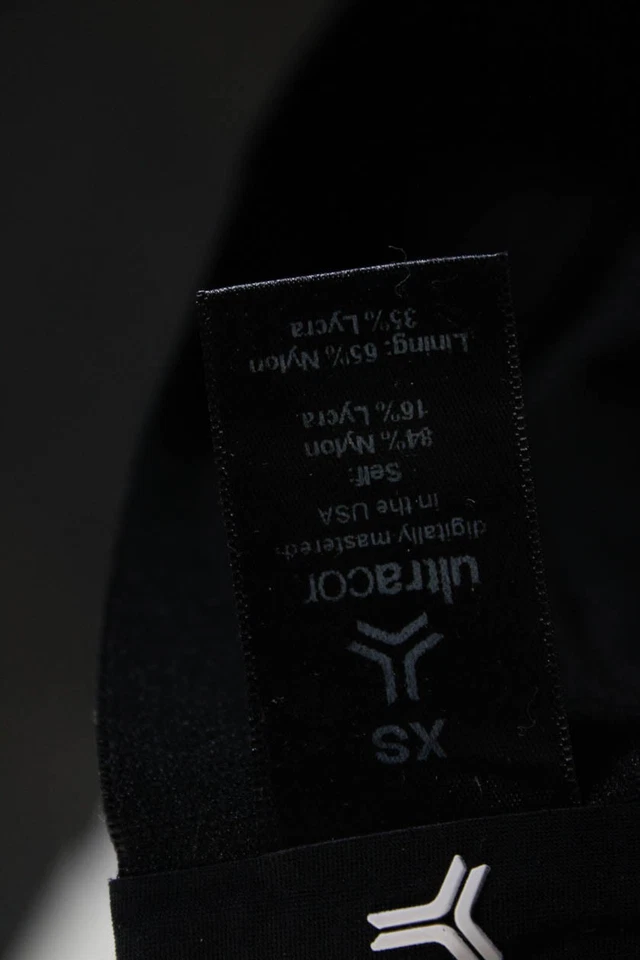 XS
ultracor
digitally mastered
in the USA
Self:
84% Nylon
16% Lycra
Lining: 65% Nylon
35% Lycra